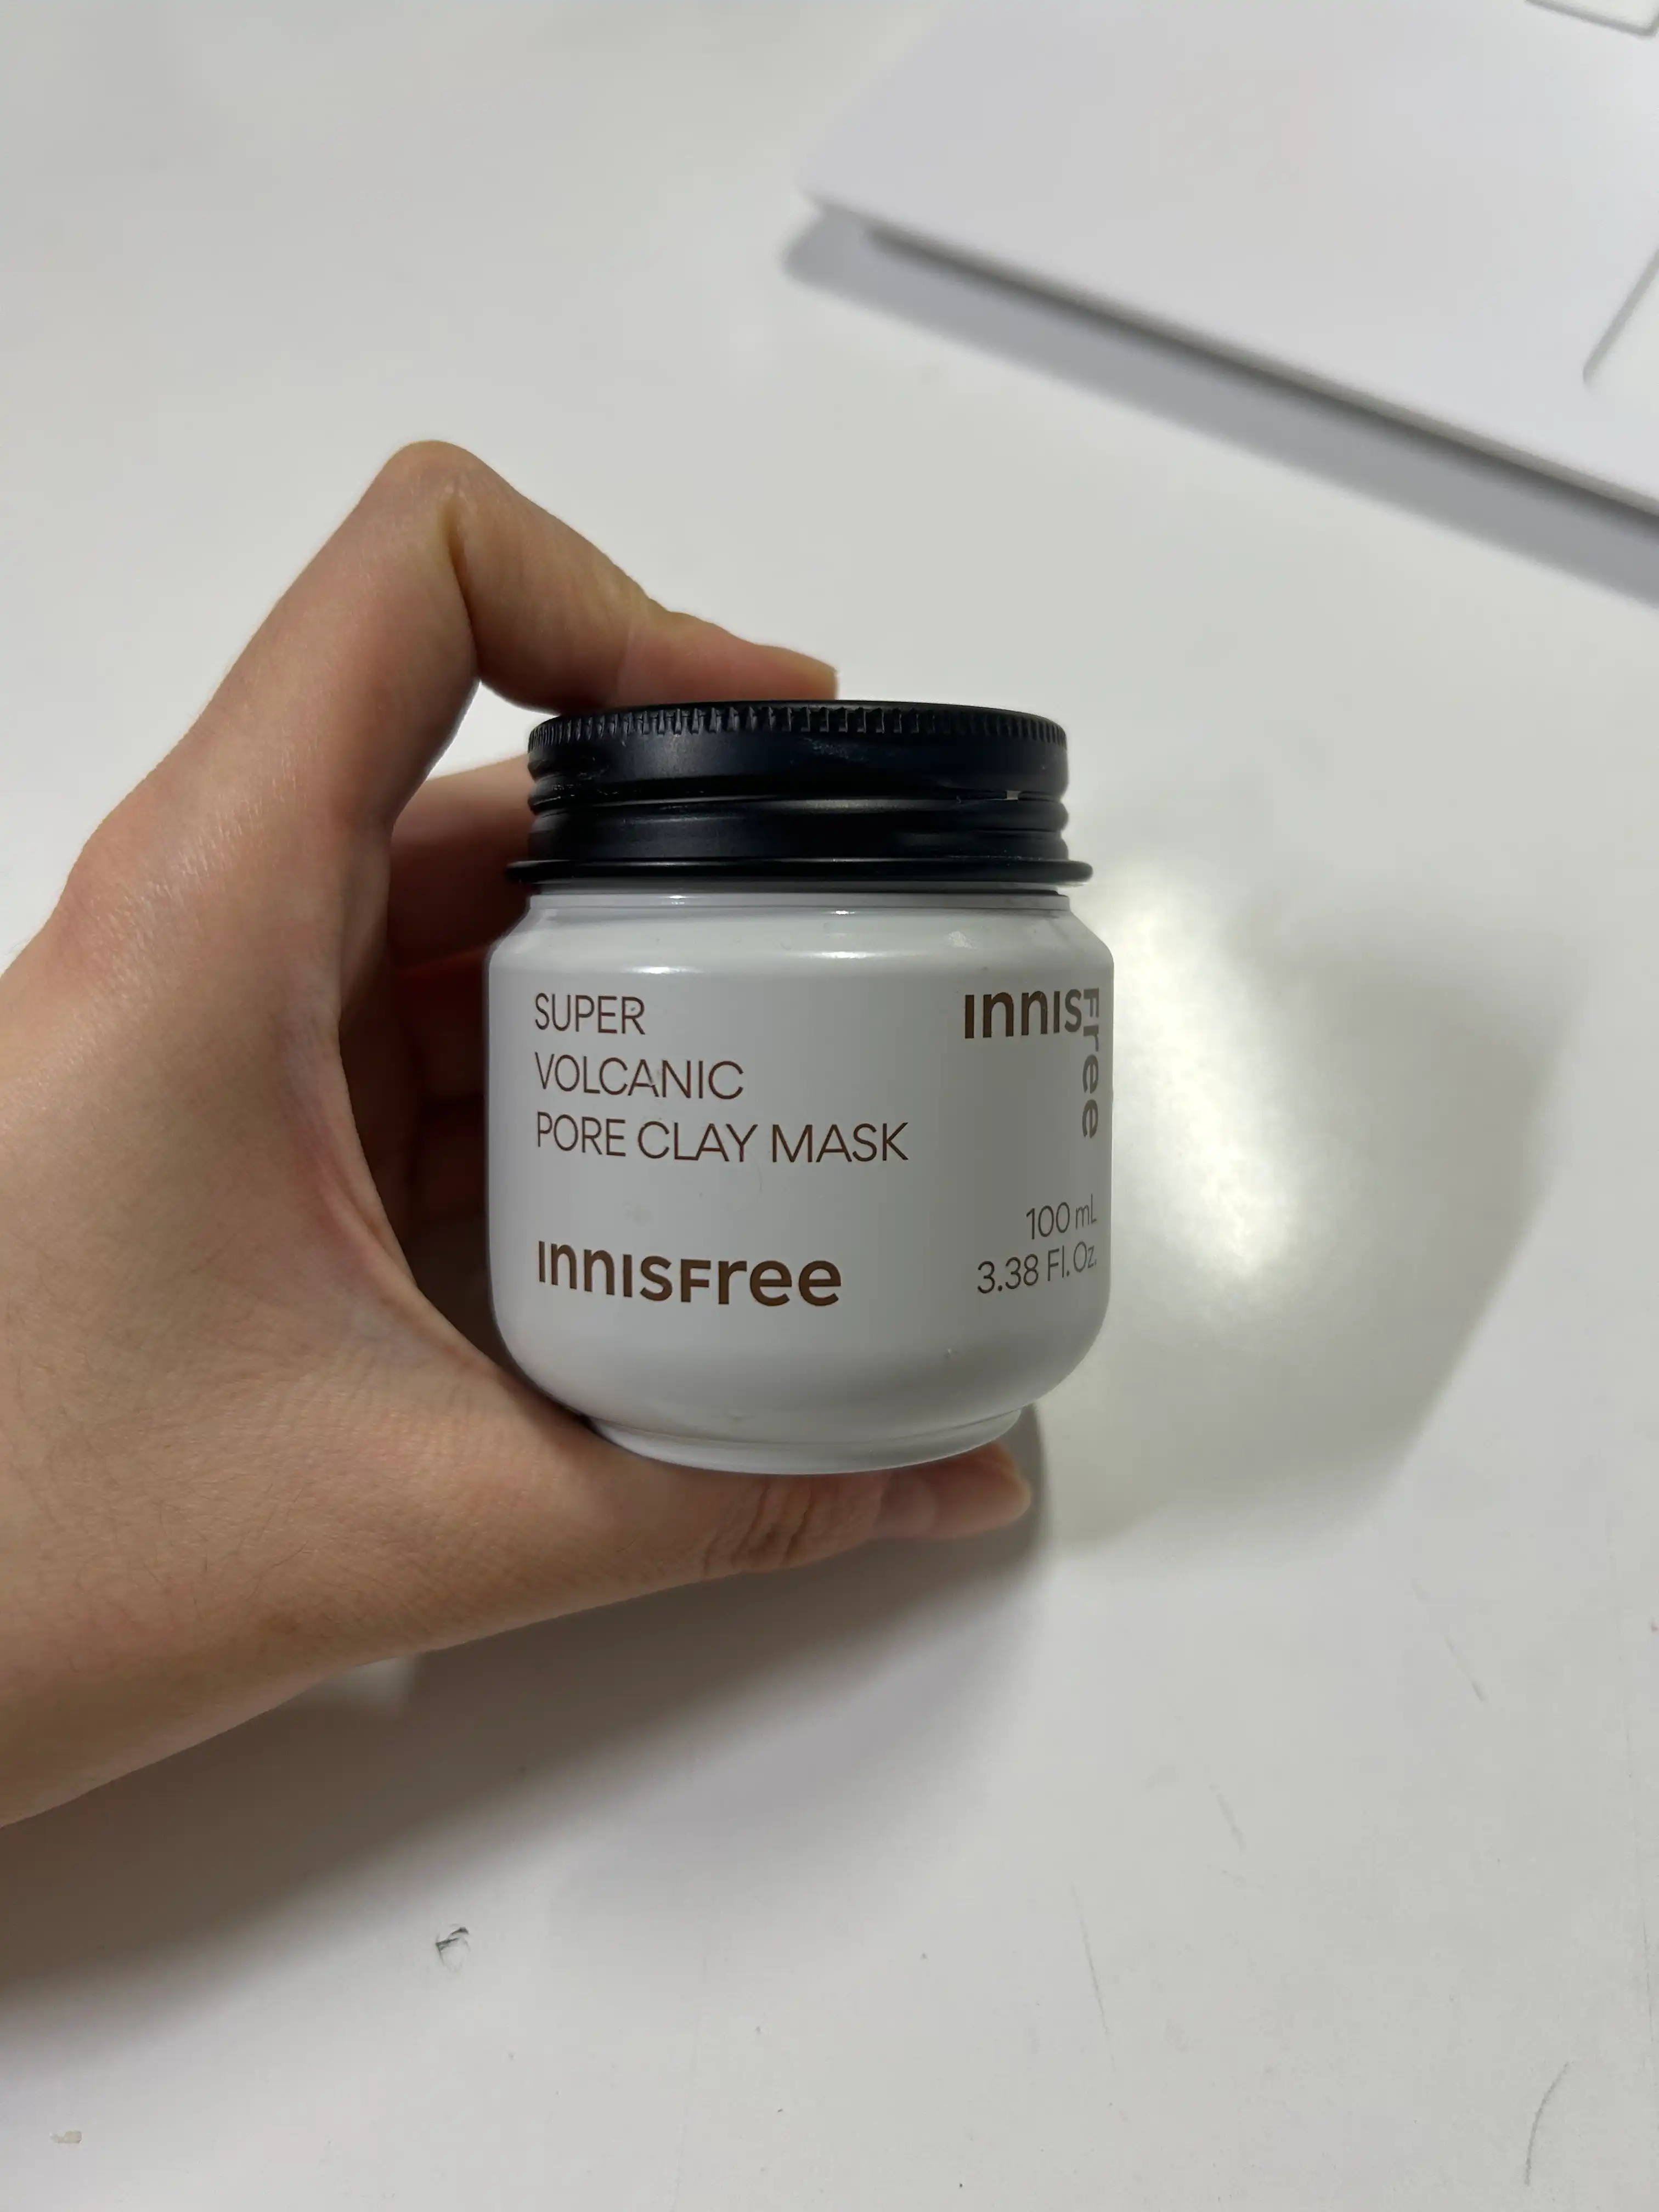 SUPER
VOLCANIC
PORE CLAY MASK
INNISFREE
INNISFREE
100 mL
3.38 Fl.Oz.